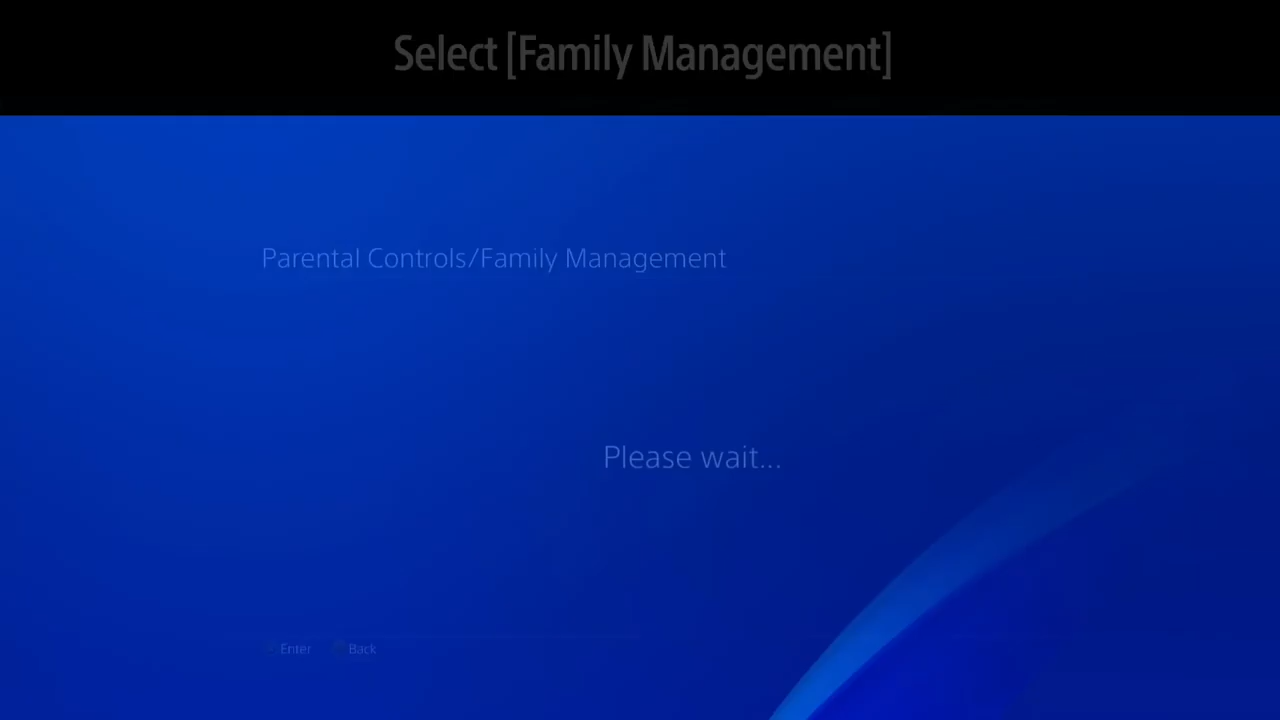 Select [Family Management]
Parental Controls/Family Management
Please wait...
Enter Back